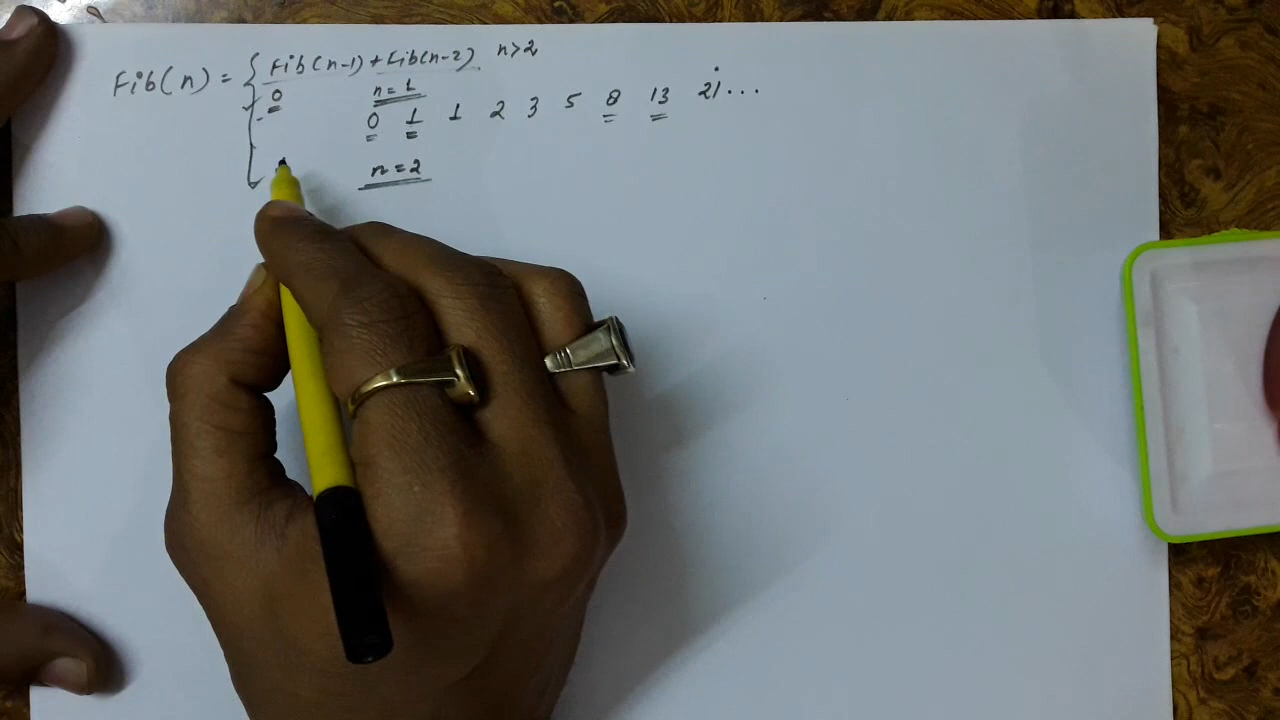 Fib(n) = { Fib(n-1) + Fib(n-2) n>2
0 n=1
0 1 1 2 3 5 8 13 21...
n=2